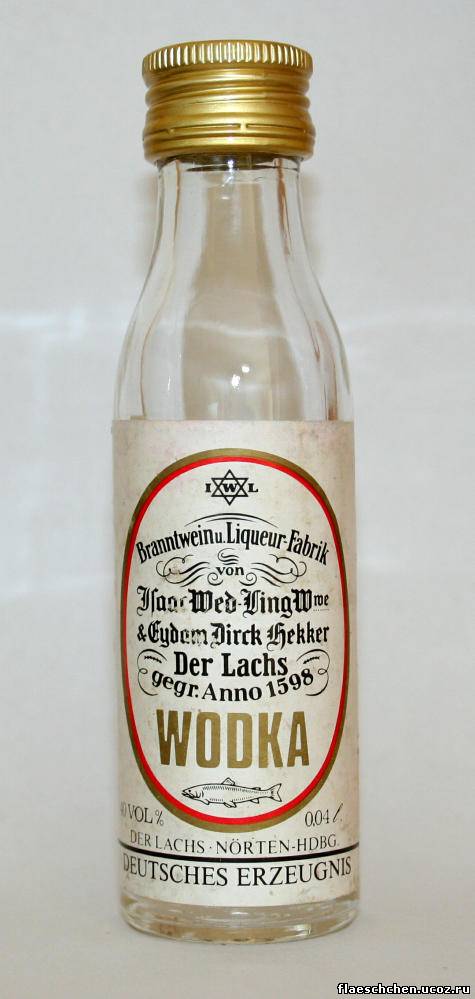 I W L
Branntwein u. Liqueur-Fabrik
von
Isaac Wed-Ling Wwe
& Eydam Dirck Hekker
Der Lachs
gegr. Anno 1598
WODKA
40 VOL% 0,04 l.
DER LACHS · NÖRTEN-HDBG.
DEUTSCHES ERZEUGNIS
flaeschchen.ucoz.ru